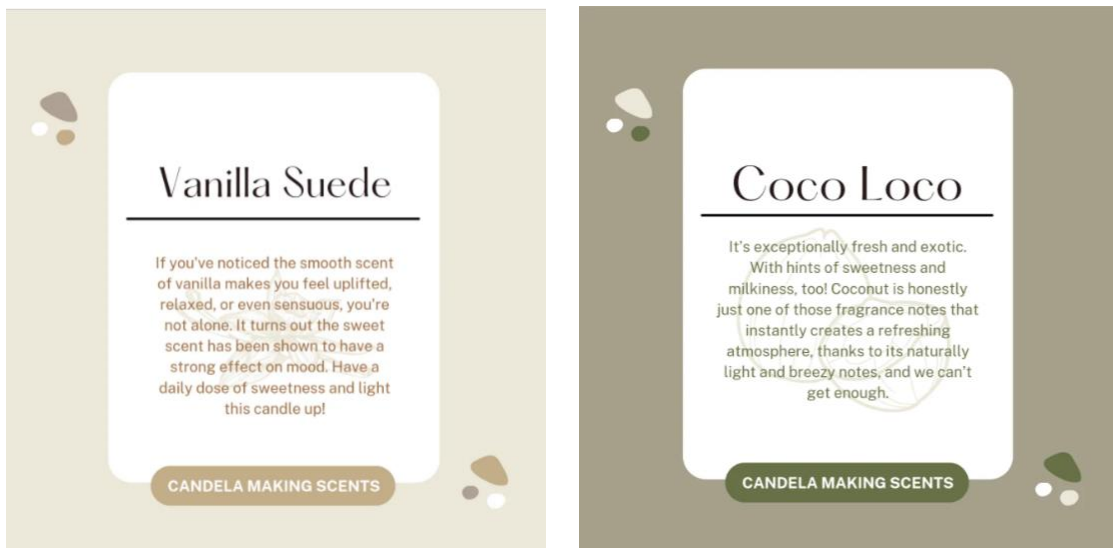 Vanilla Suede
If you've noticed the smooth scent
of vanilla makes you feel uplifted,
relaxed, or even sensuous, you're
not alone. It turns out the sweet
scent has been shown to have a
strong effect on mood. Have a
daily dose of sweetness and light
this candle up!
CANDELA MAKING SCENTS
Coco Loco
It's exceptionally fresh and exotic.
With hints of sweetness and
milkiness, too! Coconut is honestly
just one of those fragrance notes that
instantly creates a refreshing
atmosphere, thanks to its naturally
light and breezy notes, and we can't
get enough.
CANDELA MAKING SCENTS